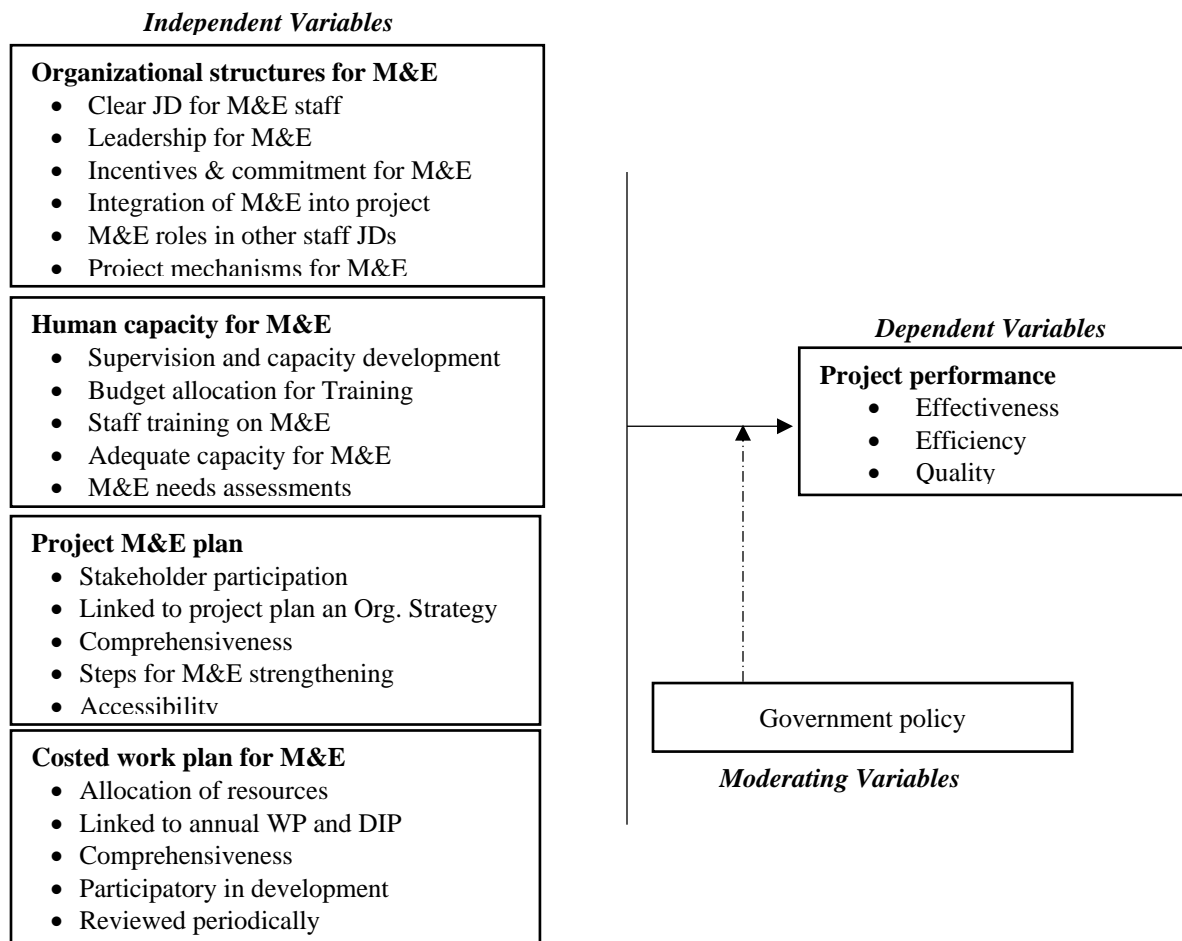 Independent Variables
Organizational structures for M&E
• Clear JD for M&E staff
• Leadership for M&E
• Incentives & commitment for M&E
• Integration of M&E into project
• M&E roles in other staff JDs
• Project mechanisms for M&E
Human capacity for M&E
• Supervision and capacity development
• Budget allocation for Training
• Staff training on M&E
• Adequate capacity for M&E
• M&E needs assessments
Project M&E plan
• Stakeholder participation
• Linked to project plan an Org. Strategy
• Comprehensiveness
• Steps for M&E strengthening
• Accessibility
Costed work plan for M&E
• Allocation of resources
• Linked to annual WP and DIP
• Comprehensiveness
• Participatory in development
• Reviewed periodically
Dependent Variables
Project performance
• Effectiveness
• Efficiency
• Quality
Government policy
Moderating Variables